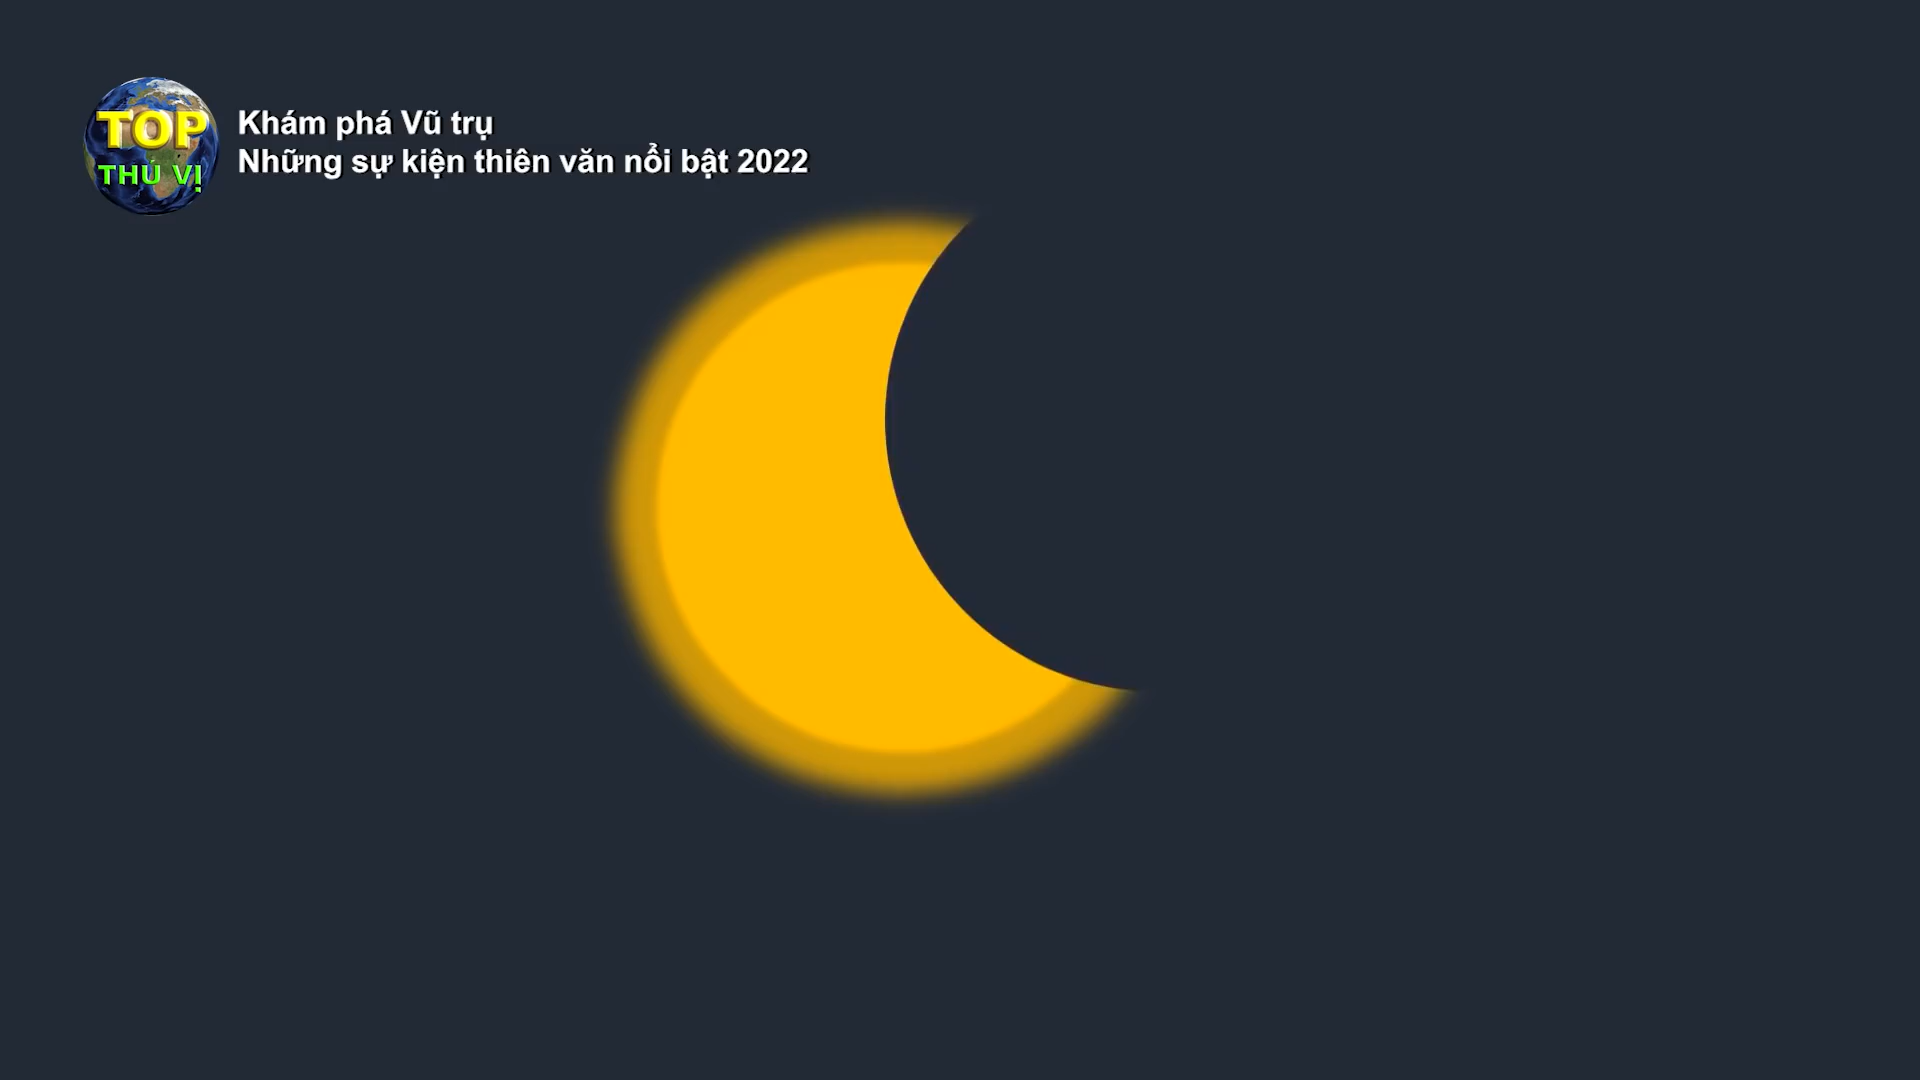 TOP
THÚ VỊ
Khám phá Vũ trụ
Những sự kiện thiên văn nổi bật 2022